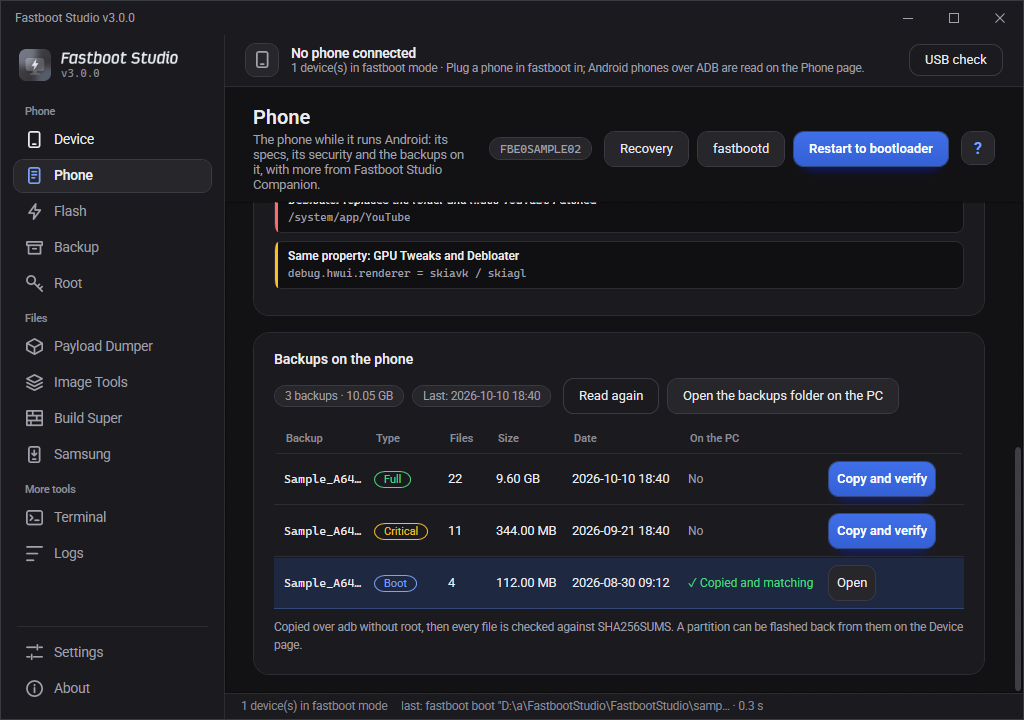 Fastboot Studio v3.0.0
Fastboot Studio
v3.0.0
Phone
Device
Phone
Flash
Backup
Root
Files
Payload Dumper
Image Tools
Build Super
Samsung
More tools
Terminal
Logs
Settings
About
No phone connected
1 device(s) in fastboot mode · Plug a phone in fastboot in; Android phones over ADB are read on the Phone page.
USB check
Phone
The phone while it runs Android: its
specs, its security and the backups on
it, with more from Fastboot Studio
Companion.
FBE0SAMPLE02
Recovery
fastbootd
Restart to bootloader
?
/system/app/YouTube
Same property: GPU Tweaks and Debloater
debug.hwui.renderer = skiavk / skiagl
Backups on the phone
3 backups · 10.05 GB
Last: 2026-10-10 18:40
Read again
Open the backups folder on the PC
Backup Type Files Size Date On the PC
Sample_A64… Full 22 9.60 GB 2026-10-10 18:40 No Copy and verify
Sample_A64… Critical 11 344.00 MB 2026-09-21 18:40 No Copy and verify
Sample_A64… Boot 4 112.00 MB 2026-08-30 09:12 ✓ Copied and matching Open
Copied over adb without root, then every file is checked against SHA256SUMS. A partition can be flashed back from them on the Device
page.
1 device(s) in fastboot mode last: fastboot boot "D:\a\FastbootStudio\FastbootStudio\samp… · 0.3 s